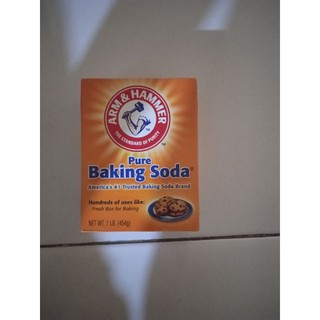 ARM & HAMMER
THE STANDARD OF PURITY
Pure
Baking Soda®
America's #1 Trusted Baking Soda Brand
Hundreds of uses like:
Fresh Box for Baking
NET WT. 1 LB. (454g)